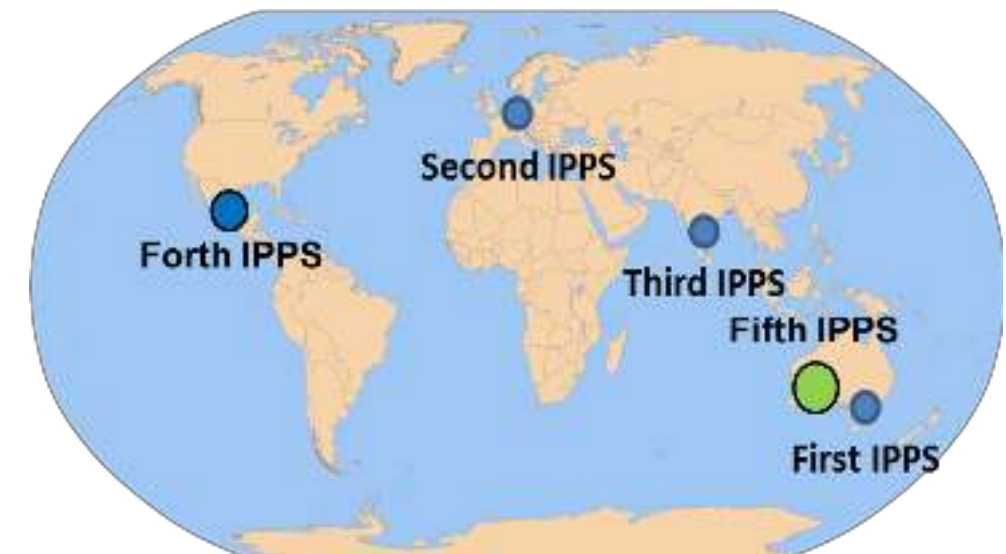 Second IPPS
Forth IPPS
Third IPPS
Fifth IPPS
First IPPS